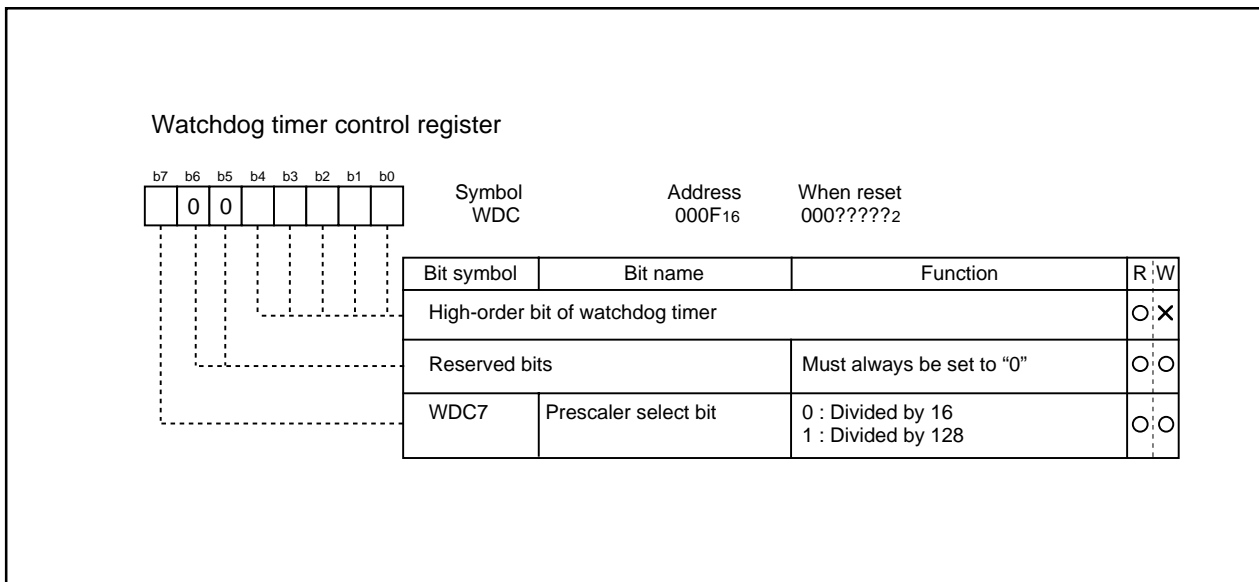 Watchdog timer control register
b7 b6 b5 b4 b3 b2 b1 b0
0 0
Symbol Address When reset
WDC 000F16 000?????2
Bit symbol Bit name Function R W
High-order bit of watchdog timer
Reserved bits Must always be set to “0”
WDC7 Prescaler select bit 0 : Divided by 16
1 : Divided by 128